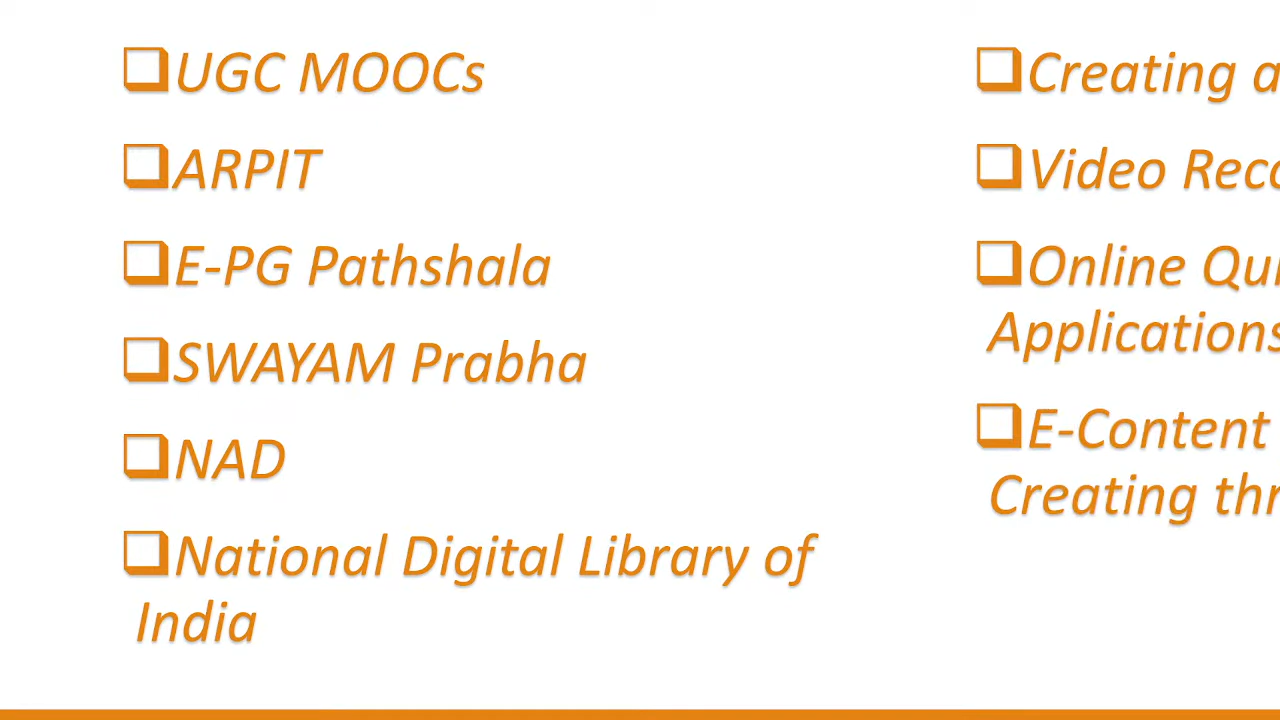 UGC MOOCs
ARPIT
E-PG Pathshala
SWAYAM Prabha
NAD
National Digital Library of
India
Creating
Video
Online
Applications
E-Content
Creating